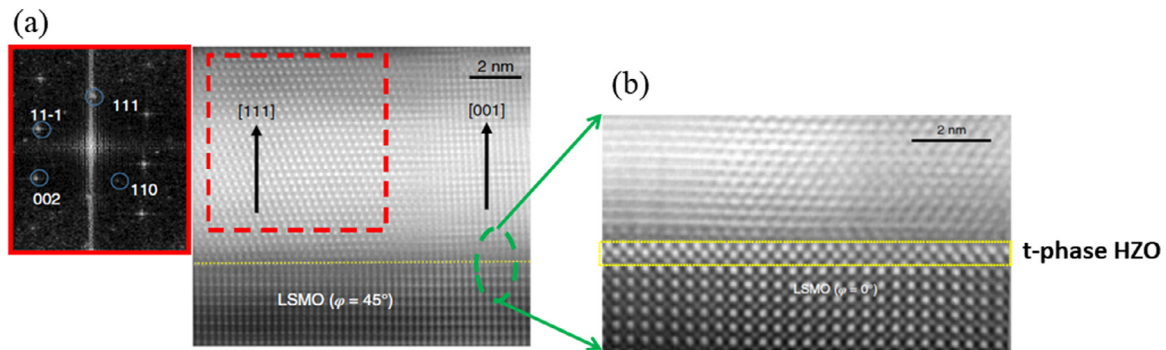 (a)
111
11-1
002
110
2 nm
[111]
[001]
LSMO (φ = 45°)
(b)
2 nm
t-phase HZO
LSMO (φ = 0°)